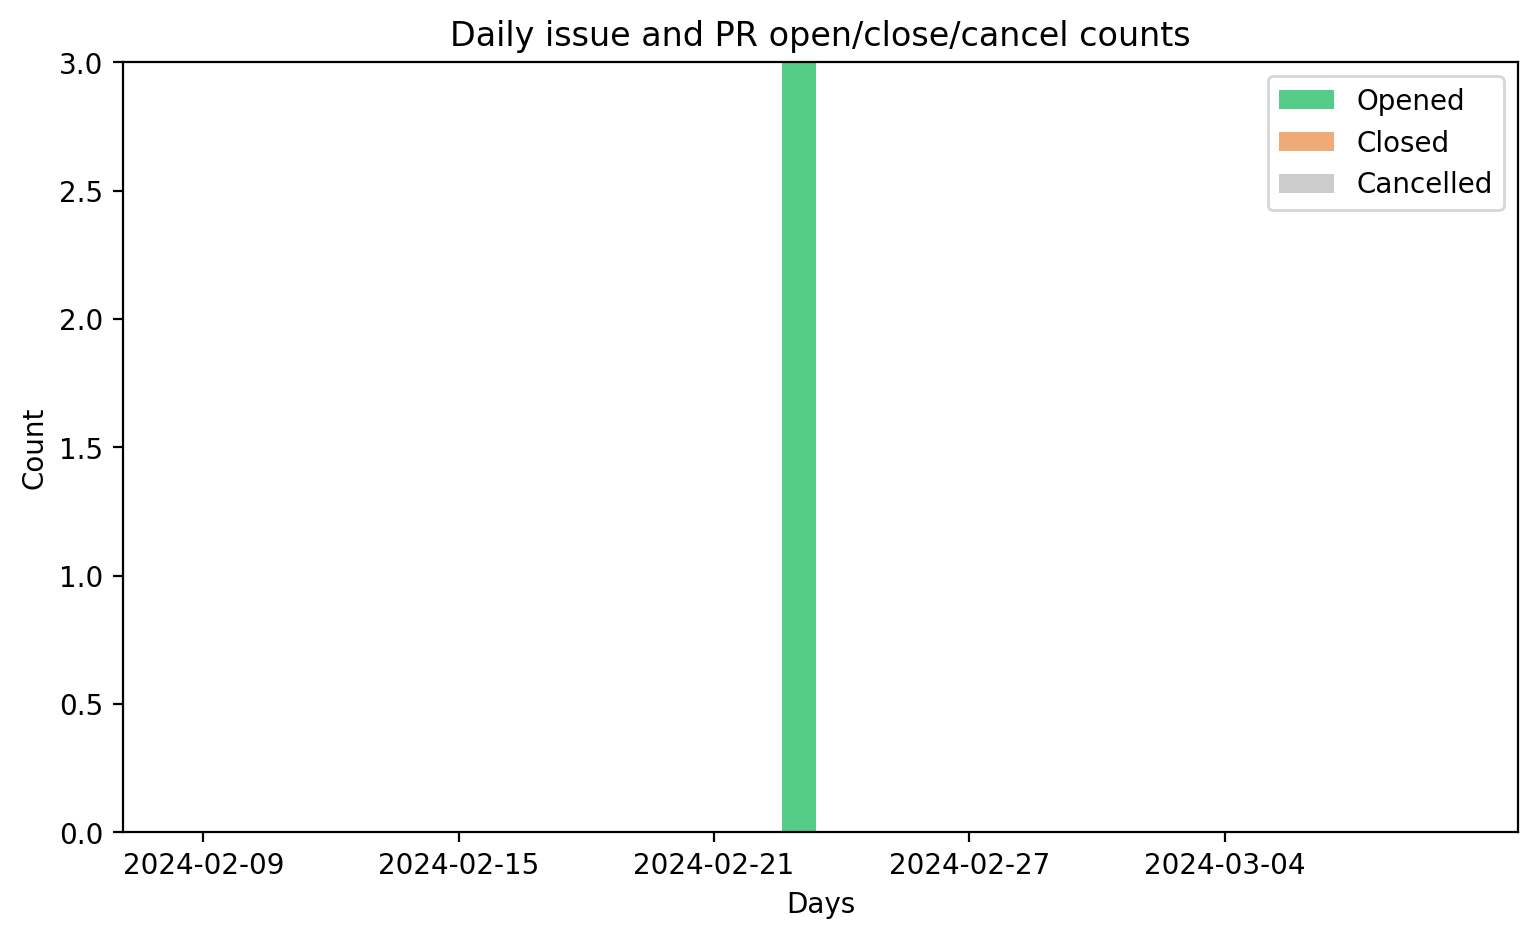 Daily issue and PR open/close/cancel counts
3.0
2.5
2.0
1.5
1.0
0.5
0.0
Count
Opened
Closed
Cancelled
2024-02-09 2024-02-15 2024-02-21 2024-02-27 2024-03-04
Days